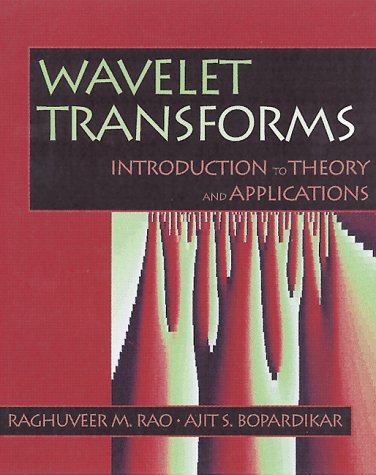 WAVELET
TRANSFORMS
INTRODUCTION TO THEORY
AND APPLICATIONS
RAGHUVEER M. RAO · AJIT S. BOPARDIKAR